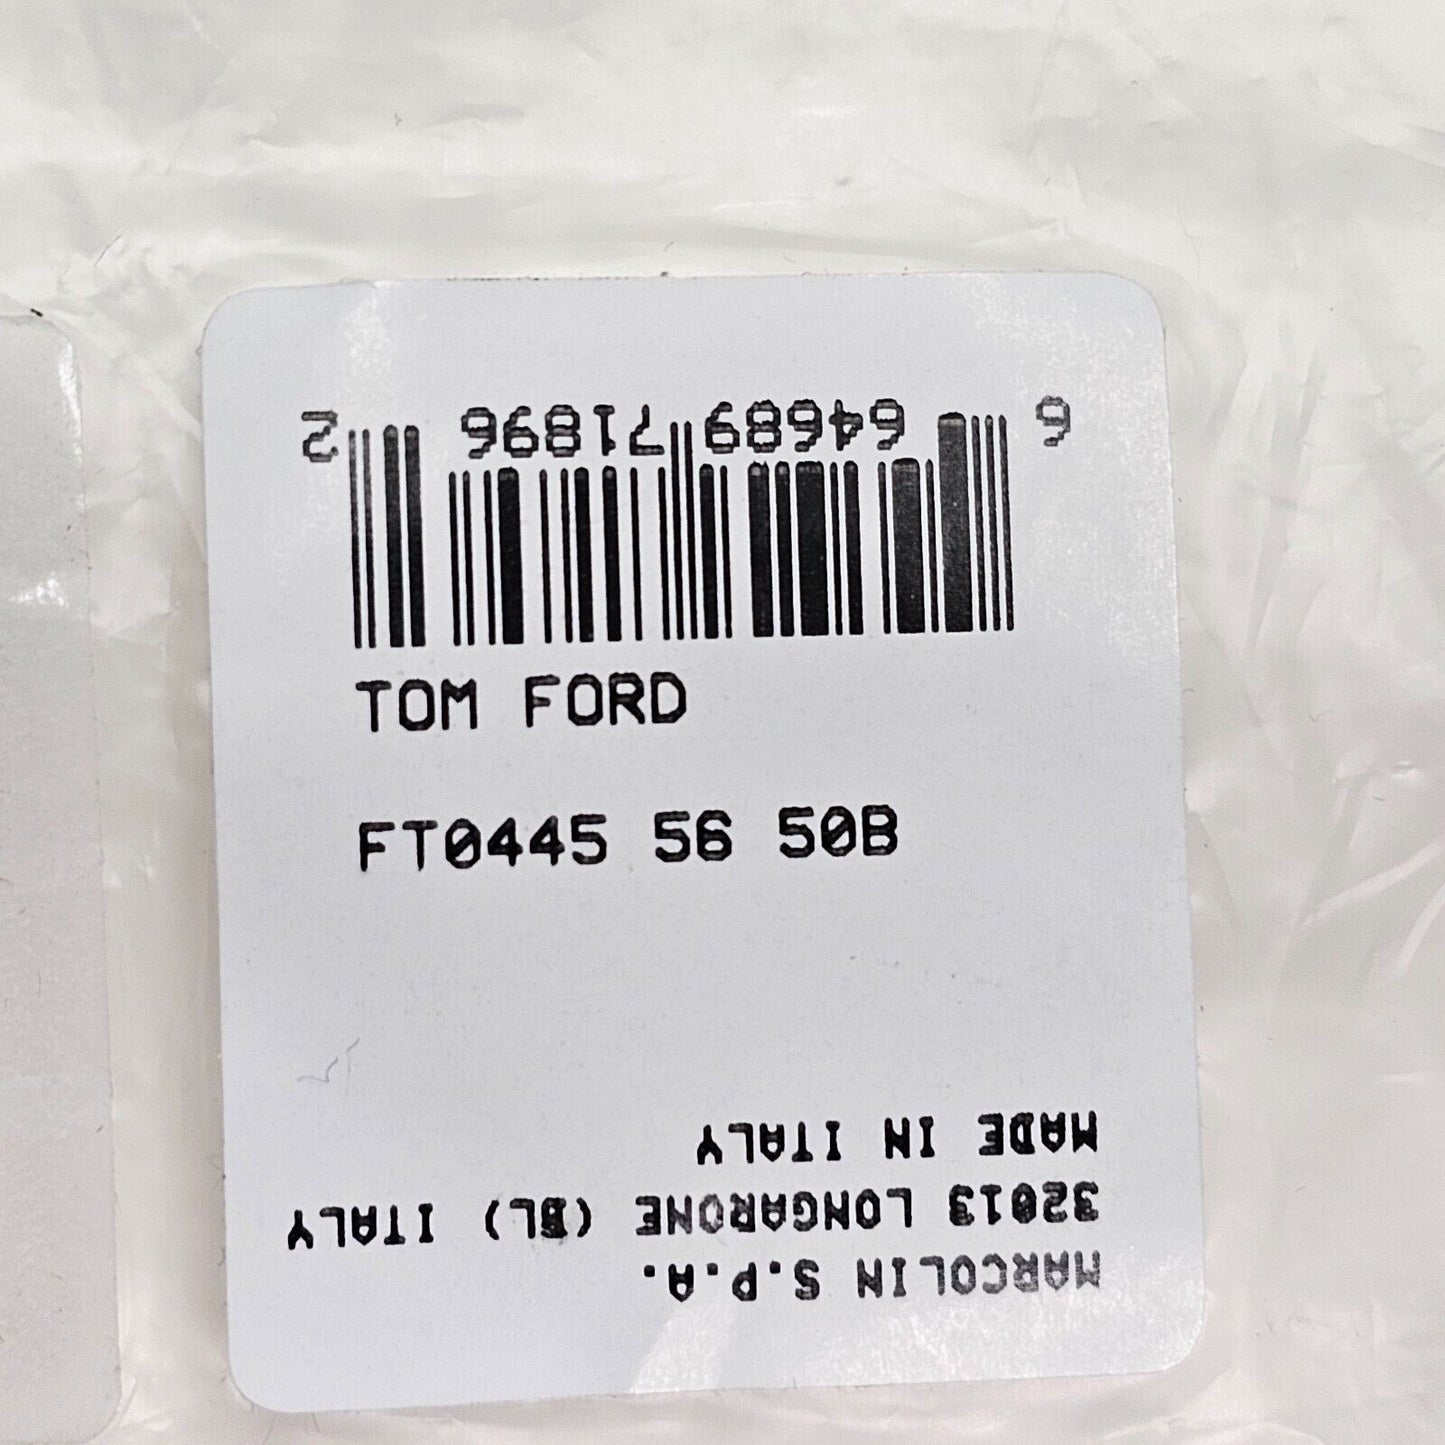 6 64689 71896 2
TOM FORD
FT0445 56 50B
MARCOLIN S.P.A.
32013 LONGARONE (BL) ITALY
MADE IN ITALY